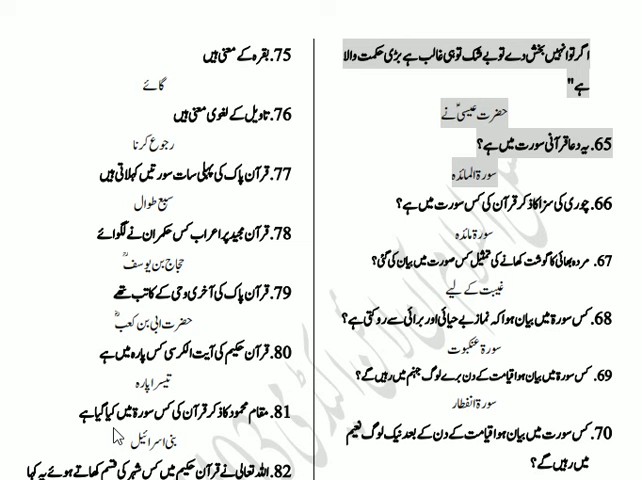 اگر تو انہیں بخش دے تو بے شک تو ہی غالب ہے بڑی حکمت والا
ہے"
حضرت عیسیٰؑ نے
65. یہ دعا قرآنی سورت میں ہے؟
سورۃ المائدہ
66. چوری کی سزا کا ذکر قرآن کی کس سورت میں ہے؟
سورۃ مائدہ
67. مردہ بھائی کا گوشت کھانے کی تمثیل کس صورت میں بیان کی گئی؟
غیبت کے لیے
68. کس سورۃ میں بیان ہوا کہ نماز بے حیائی اور برائی سے روکتی ہے؟
سورۃ عنکبوت
69. کس سورۃ میں بیان ہوا قیامت کے دن برے لوگ جہنم میں رہیں گے؟
سورۃ انفطار
70. کس سورۃ میں بیان ہوا قیامت کے دن کے بعد نیک لوگ نعیم
میں رہیں گے؟
75. بقرہ کے معنی ہیں
گائے
76. تاویل کے لغوی معنی ہیں
رجوع کرنا
77. قرآن پاک کی پہلی سات سورتیں کہلاتی ہیں
سبع طوال
78. قرآن مجید پر اعراب کس حکمران نے لگوائے
حجاج بن یوسفؒ
79. قرآن پاک کی آخری وحی کے کاتب تھے
حضرت ابی بن کعبؓ
80. قرآن حکیم کی آیت الکرسی کس پارہ میں ہے
تیسرا پارہ
81. مقام محمود کا ذکر قرآن کی کس سورۃ میں کیا گیا ہے
بنی اسرائیل
82. اللہ تعالی نے قرآن حکیم میں کس شہر کی قسم کھاتے ہوئے یہ کہا